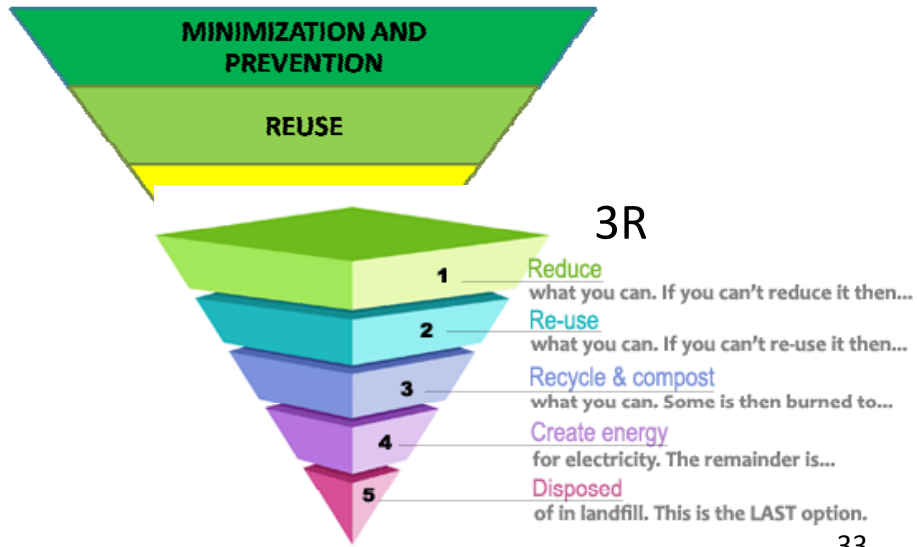 MINIMIZATION AND
PREVENTION
REUSE
3R
1
Reduce
what you can. If you can't reduce it then...
2
Re-use
what you can. If you can't re-use it then...
3
Recycle & compost
what you can. Some is then burned to...
4
Create energy
for electricity. The remainder is...
5
Disposed
of in landfill. This is the LAST option.
33